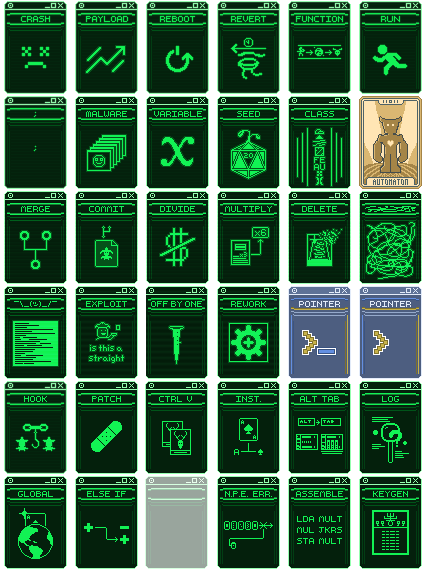 CRASH PAYLOAD REBOOT REVERT FUNCTION RUN
; MALWARE VARIABLE SEED CLASS
;
x
20
AUTOMATON
MERGE COMMIT DIVIDE MULTIPLY DELETE
$
x6
¯\_(ツ)_/¯ EXPLOIT OFF BY ONE REWORK POINTER POINTER
is this a
straight
HOOK PATCH CTRL V INST. ALT TAB LOG
A
ALT → TAB
GLOBAL ELSE IF N.P.E. ERR. ASSEMBLE KEYGEN
LDA MULT
MUL JKRS
STA MULT